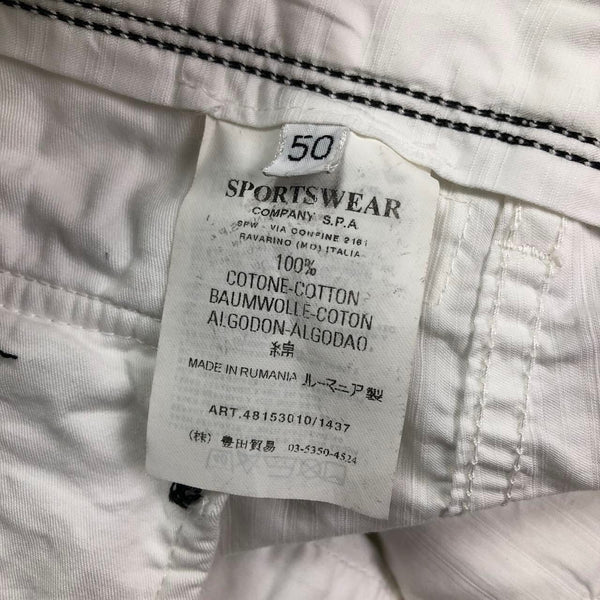 50
SPORTSWEAR
COMPANY S.P.A
SPW - VIA CONFINE 2161
RAVARINO (MO) ITALIA
100%
COTONE-COTTON
BAUMWOLLE-COTON
ALGODON-ALGODAO
綿
MADE IN RUMANIA ルーマニア製
ART.48153010/1437
(株) 豊田貿易 03-5350-4524